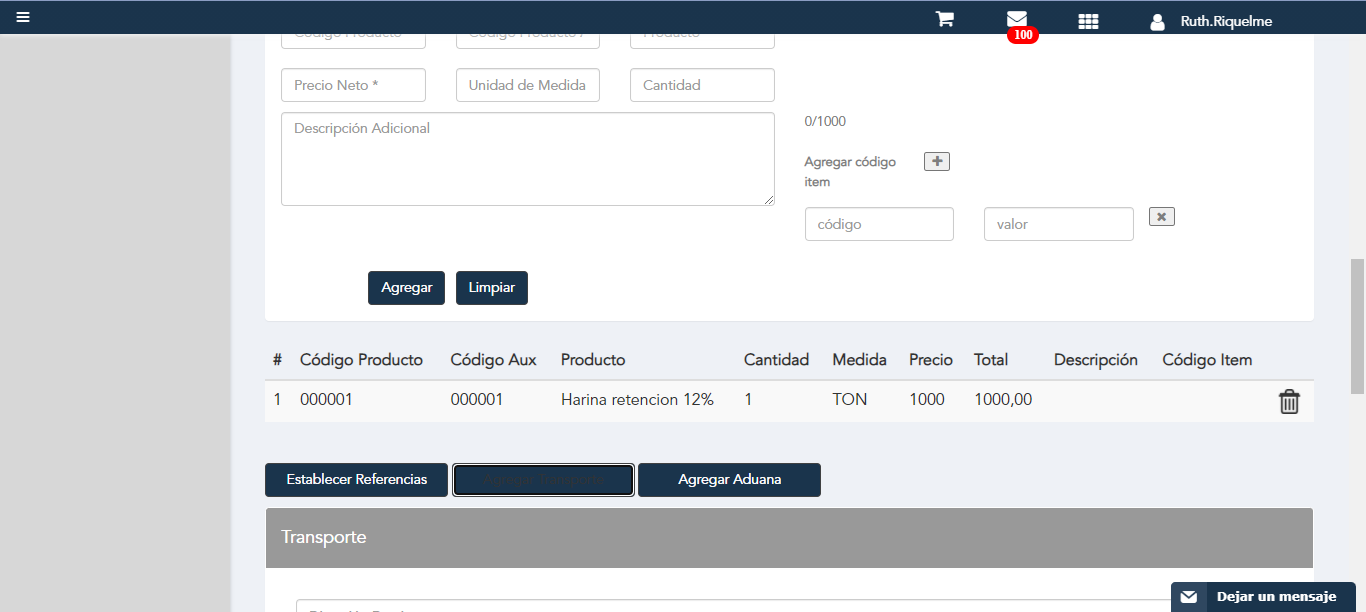 Ruth.Riquelme
100
Código Producto
Código Producto
Producto
Precio Neto *
Unidad de Medida
Cantidad
Descripción Adicional
0/1000
Agregar código
item
código
valor
Agregar
Limpiar
# Código Producto Código Aux Producto Cantidad Medida Precio Total Descripción Código Item
1 000001 000001 Harina retencion 12% 1 TON 1000 1000,00
Establecer Referencias
Agregar Aduana
Transporte
Dejar un mensaje